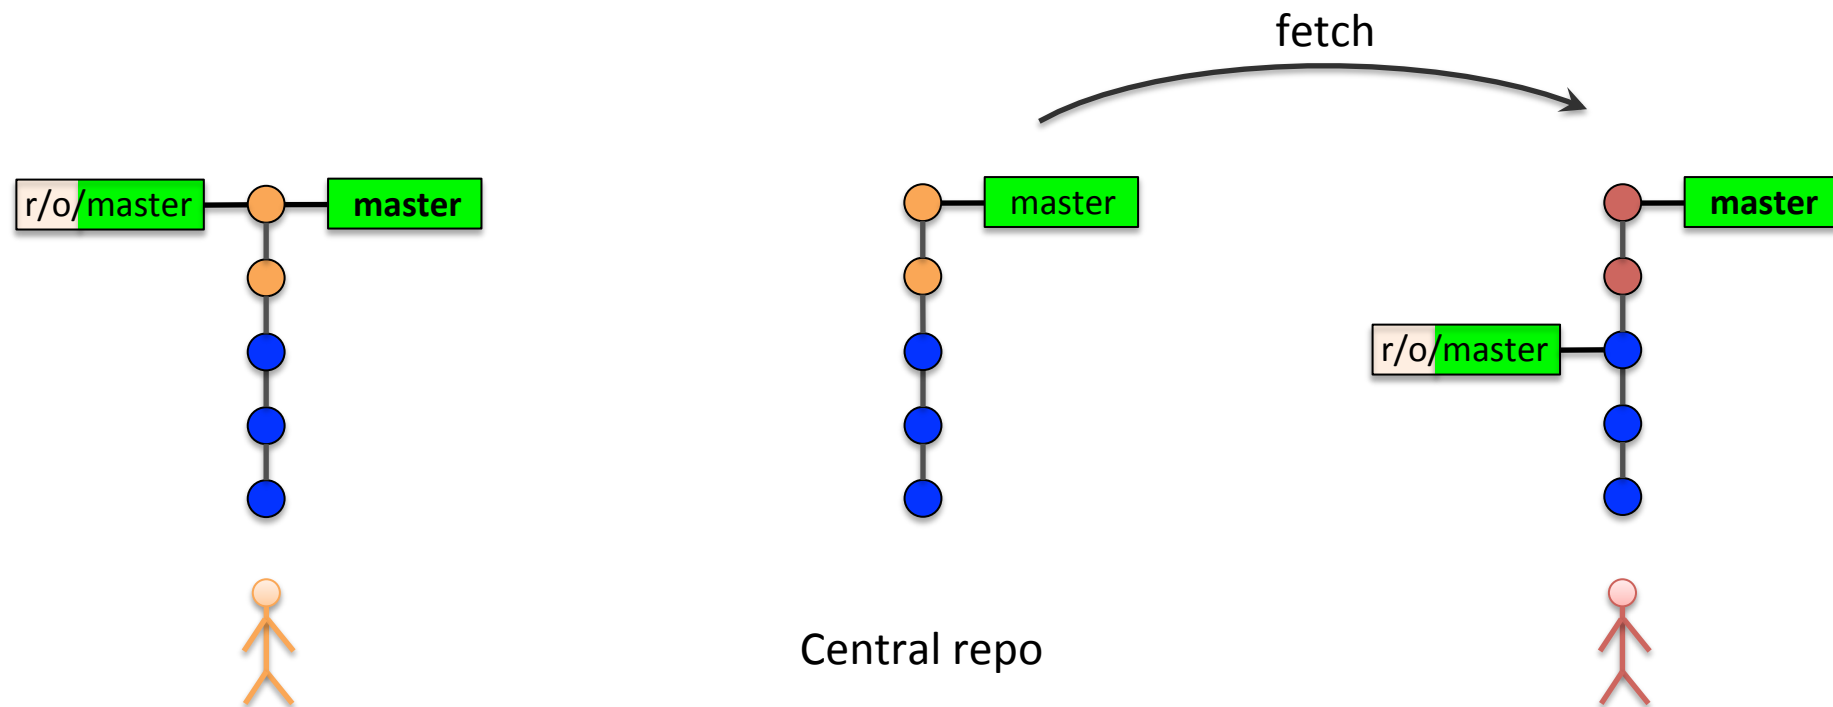 fetch
r/o/master
master
master
master
r/o/master
Central repo